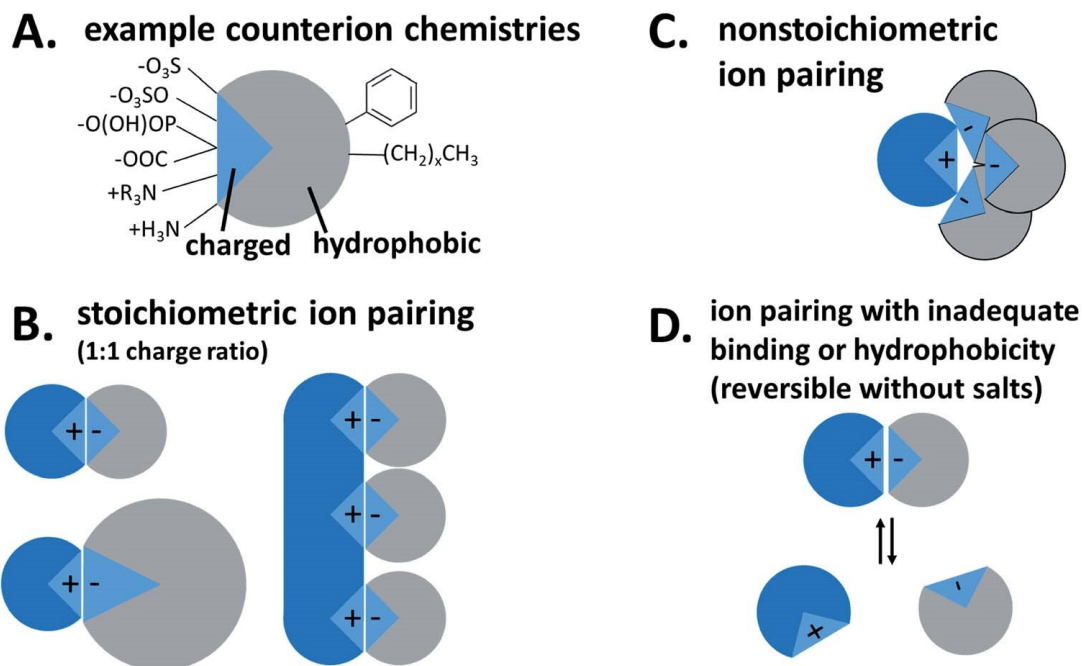 A. example counterion chemistries
-O₃S
-O₃SO
-O(OH)OP
-OOC
+R₃N
+H₃N
(CH₂)ₓCH₃
charged
hydrophobic
B. stoichiometric ion pairing
(1:1 charge ratio)
+ -
+ -
+ -
+ -
+ -
C. nonstoichiometric
ion pairing
-
+ -
-
D. ion pairing with inadequate
binding or hydrophobicity
(reversible without salts)
+ -
+ -